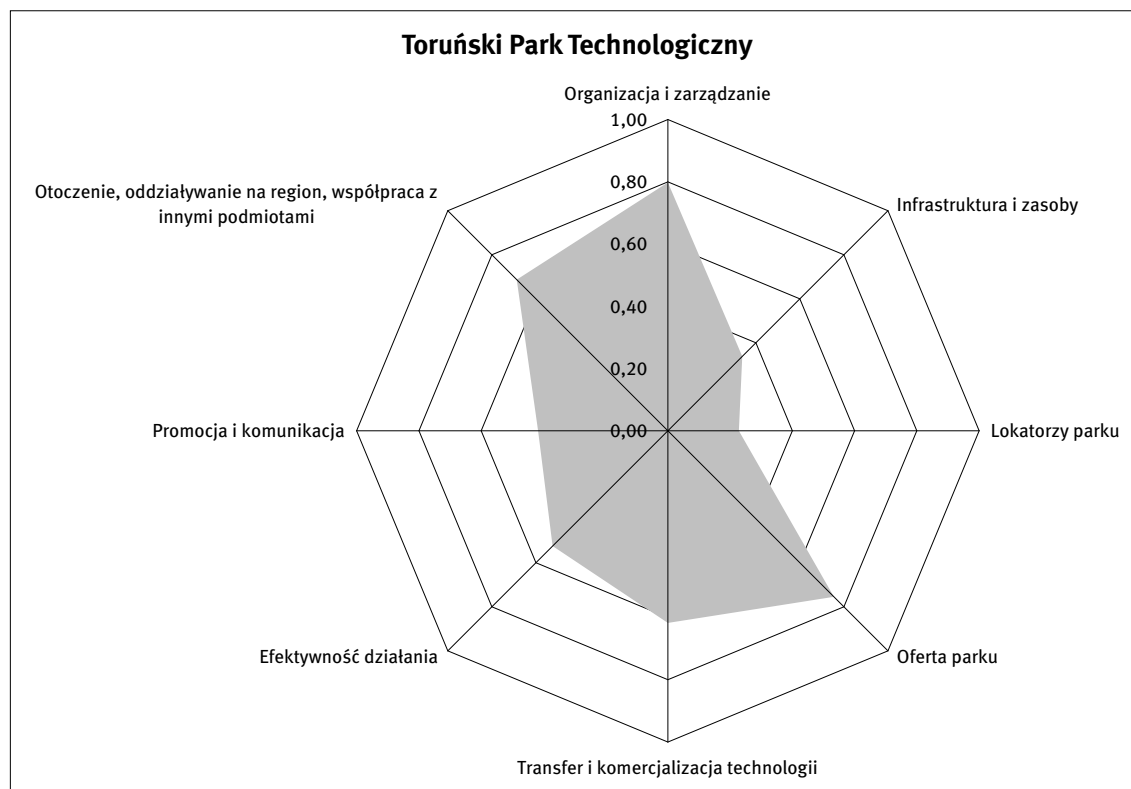 Toruński Park Technologiczny
Organizacja i zarządzanie
1,00
0,80
0,60
0,40
0,20
0,00
Infrastruktura i zasoby
Lokatorzy parku
Oferta parku
Transfer i komercjalizacja technologii
Efektywność działania
Promocja i komunikacja
Otoczenie, oddziaływanie na region, współpraca z
innymi podmiotami